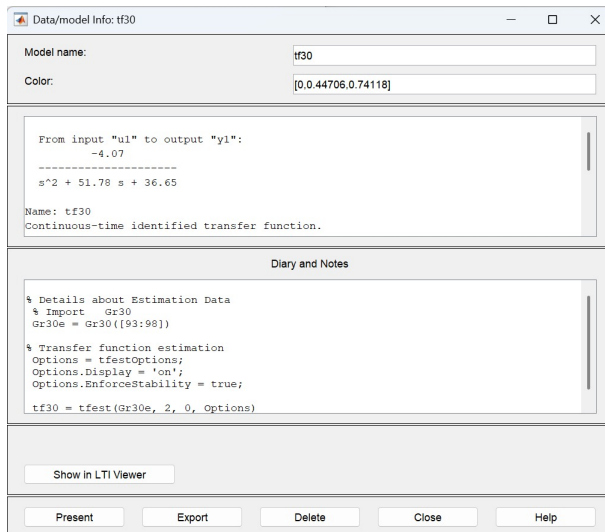 Data/model Info: tf30
Model name:
tf30
Color:
[0,0.44706,0.74118]
From input "u1" to output "y1":
-4.07
---------------------
s^2 + 51.78 s + 36.65
Name: tf30
Continuous-time identified transfer function.
Diary and Notes
% Details about Estimation Data
% Import   Gr30
Gr30e = Gr30([93:98])
% Transfer function estimation
Options = tfestOptions;
Options.Display = 'on';
Options.EnforceStability = true;
tf30 = tfest(Gr30e, 2, 0, Options)
Show in LTI Viewer
Present
Export
Delete
Close
Help